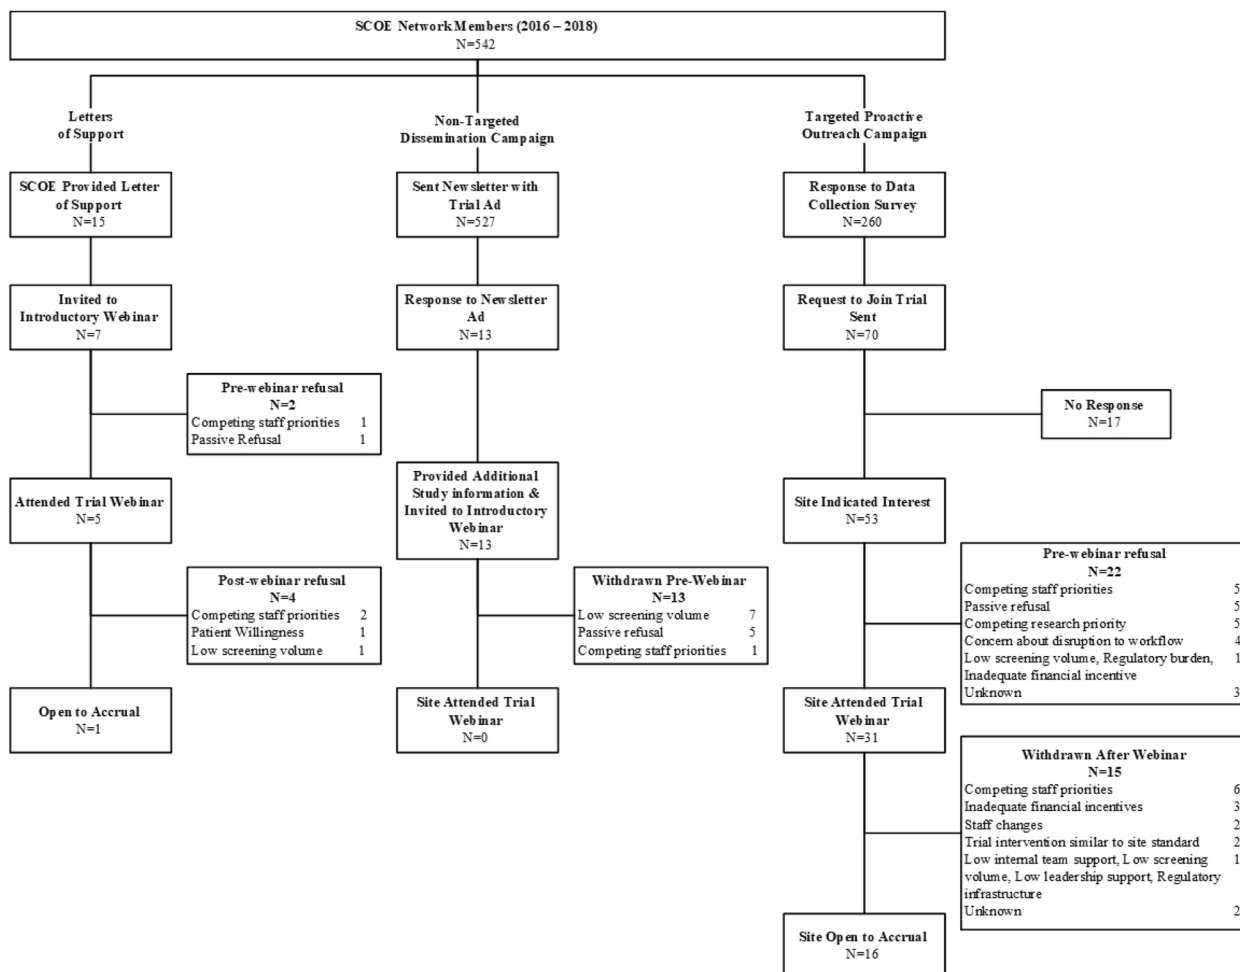 SCOE Network Members (2016 – 2018)
N=542
Letters
of Support
SCOE Provided Letter
of Support
N=15
Invited to
Introductory Webinar
N=7
Pre-webinar refusal
N=2
Competing staff priorities 1
Passive Refusal 1
Attended Trial Webinar
N=5
Post-webinar refusal
N=4
Competing staff priorities 2
Patient Willingness 1
Low screening volume 1
Open to Accrual
N=1
Non-Targeted
Dissemination Campaign
Sent Newsletter with
Trial Ad
N=527
Response to Newsletter
Ad
N=13
Provided Additional
Study information &
Invited to Introductory
Webinar
N=13
Withdrawn Pre-Webinar
N=13
Low screening volume 7
Passive refusal 5
Competing staff priorities 1
Site Attended Trial
Webinar
N=0
Targeted Proactive
Outreach Campaign
Response to Data
Collection Survey
N=260
Request to Join Trial
Sent
N=70
No Response
N=17
Site Indicated Interest
N=53
Pre-webinar refusal
N=22
Competing staff priorities 5
Passive refusal 5
Competing research priority 5
Concern about disruption to workflow 4
Low screening volume, Regulatory burden, 1
Inadequate financial incentive
Unknown 3
Site Attended Trial
Webinar
N=31
Withdrawn After Webinar
N=15
Competing staff priorities 6
Inadequate financial incentives 3
Staff changes 2
Trial intervention similar to site standard 2
Low internal team support, Low screening 1
volume, Low leadership support, Regulatory
infrastructure
Unknown 2
Site Open to Accrual
N=16